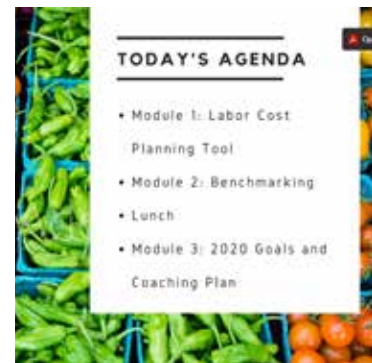 TODAY'S AGENDA
• Module 1: Labor Cost
Planning Tool
• Module 2: Benchmarking
• Lunch
• Module 3: 2020 Goals and
Coaching Plan